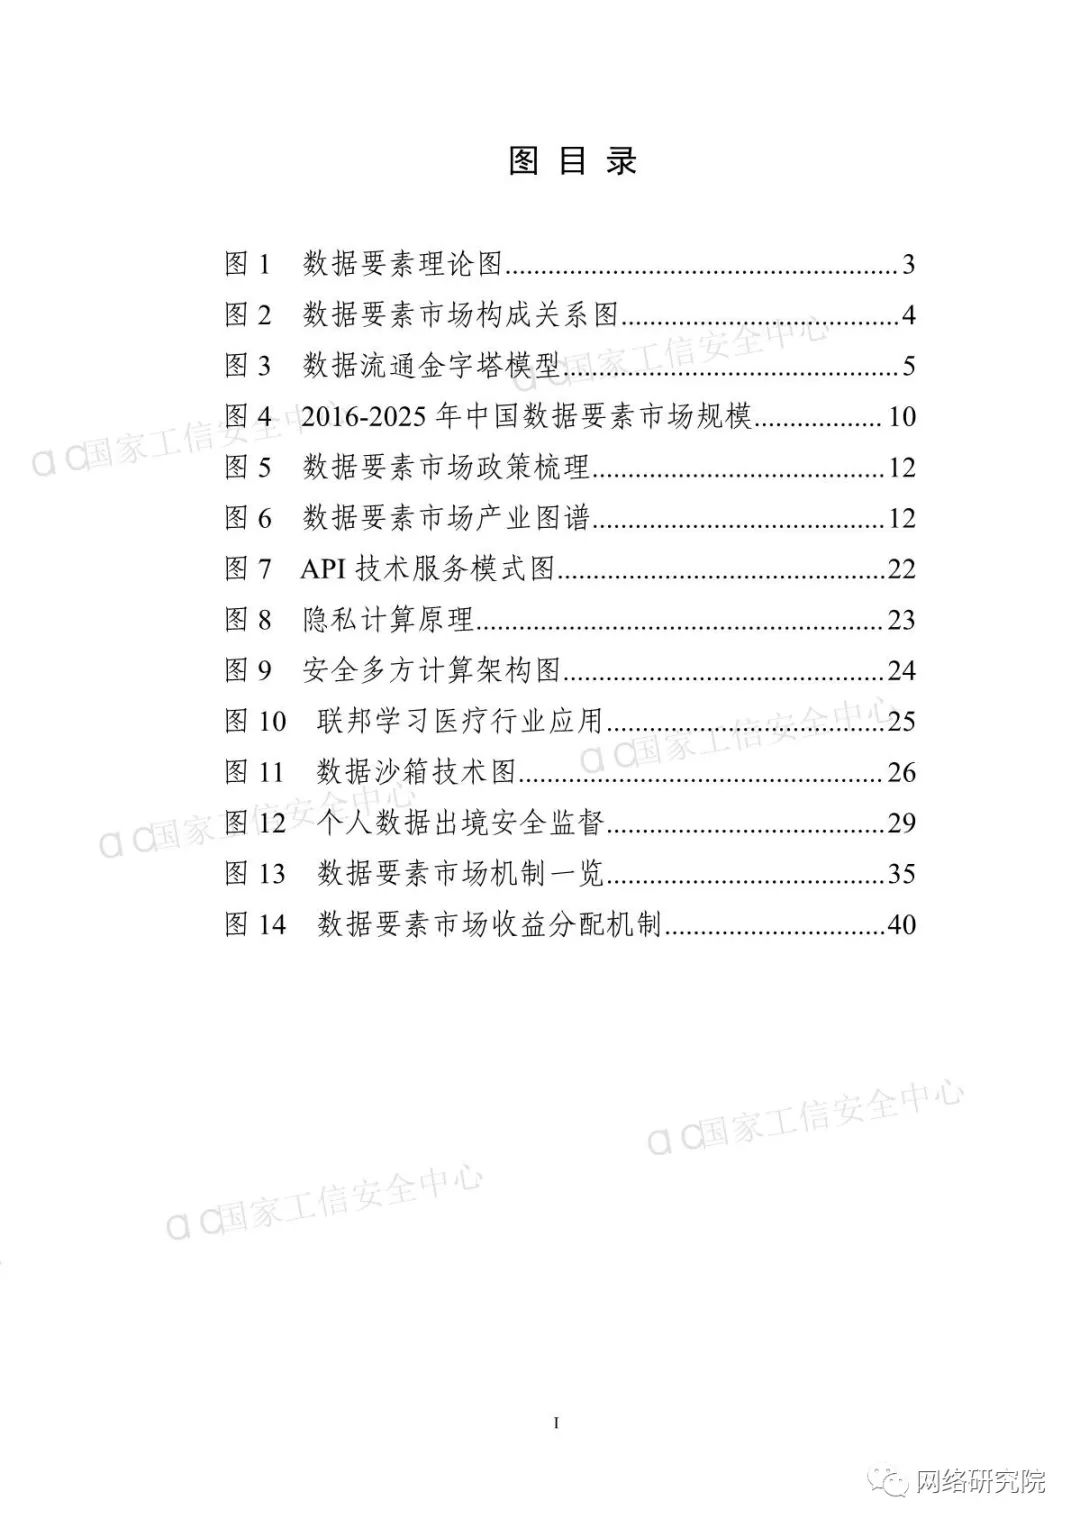 图 目 录
图 1 数据要素理论图......................................................3
图 2 数据要素市场构成关系图......................................4
图 3 数据流通金字塔模型..............................................5
图 4 2016-2025 年中国数据要素市场规模.................. 10
图 5 数据要素市场政策梳理........................................12
图 6 数据要素市场产业图谱........................................12
图 7 API 技术服务模式图.............................................22
图 8 隐私计算原理........................................................23
图 9 安全多方计算架构图............................................24
图 10 联邦学习医疗行业应用......................................25
图 11 数据沙箱技术图..................................................26
图 12 个人数据出境安全监督......................................29
图 13 数据要素市场机制一览......................................35
图 14 数据要素市场收益分配机制..............................40
国家工信安全中心
国家工信安全中心
国家工信安全中心
国家工信安全中心
国家工信安全中心
国家工信安全中心
I
网络研究院